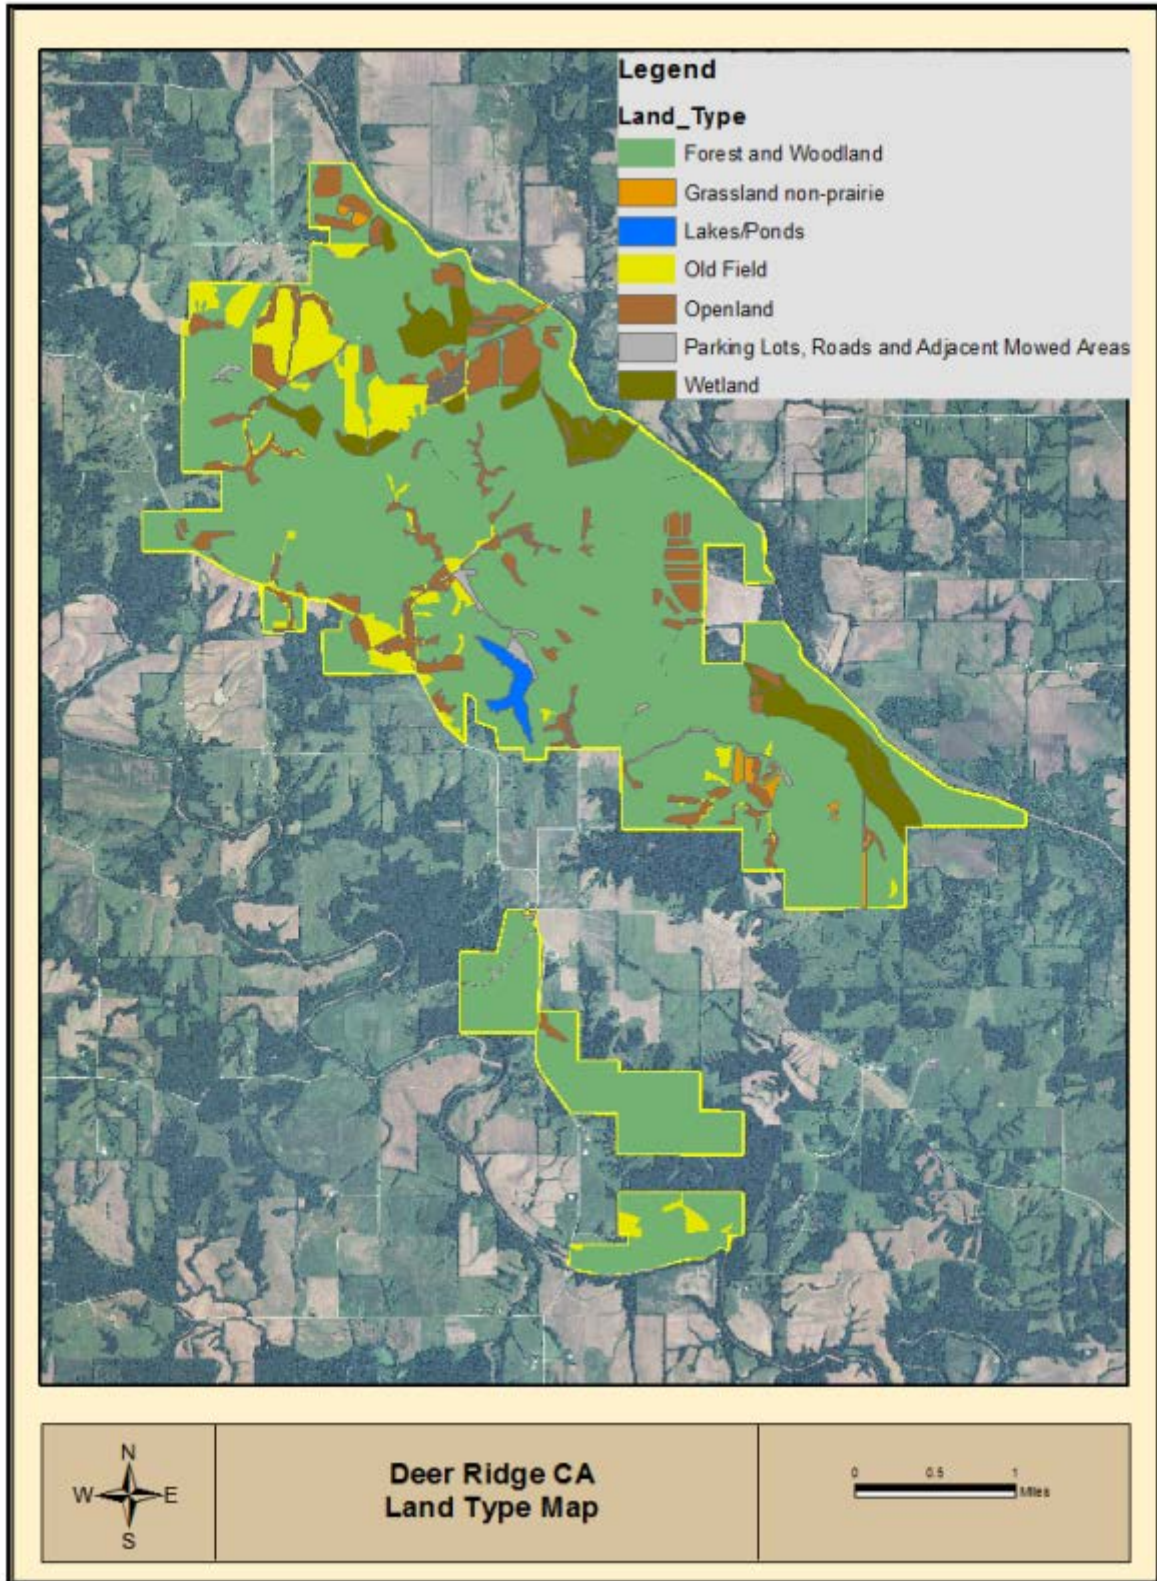 Legend
Land_Type
Forest and Woodland
Grassland non-prairie
Lakes/Ponds
Old Field
Openland
Parking Lots, Roads and Adjacent Mowed Areas
Wetland
N
W E
S
Deer Ridge CA
Land Type Map
0 0.5 1
Miles